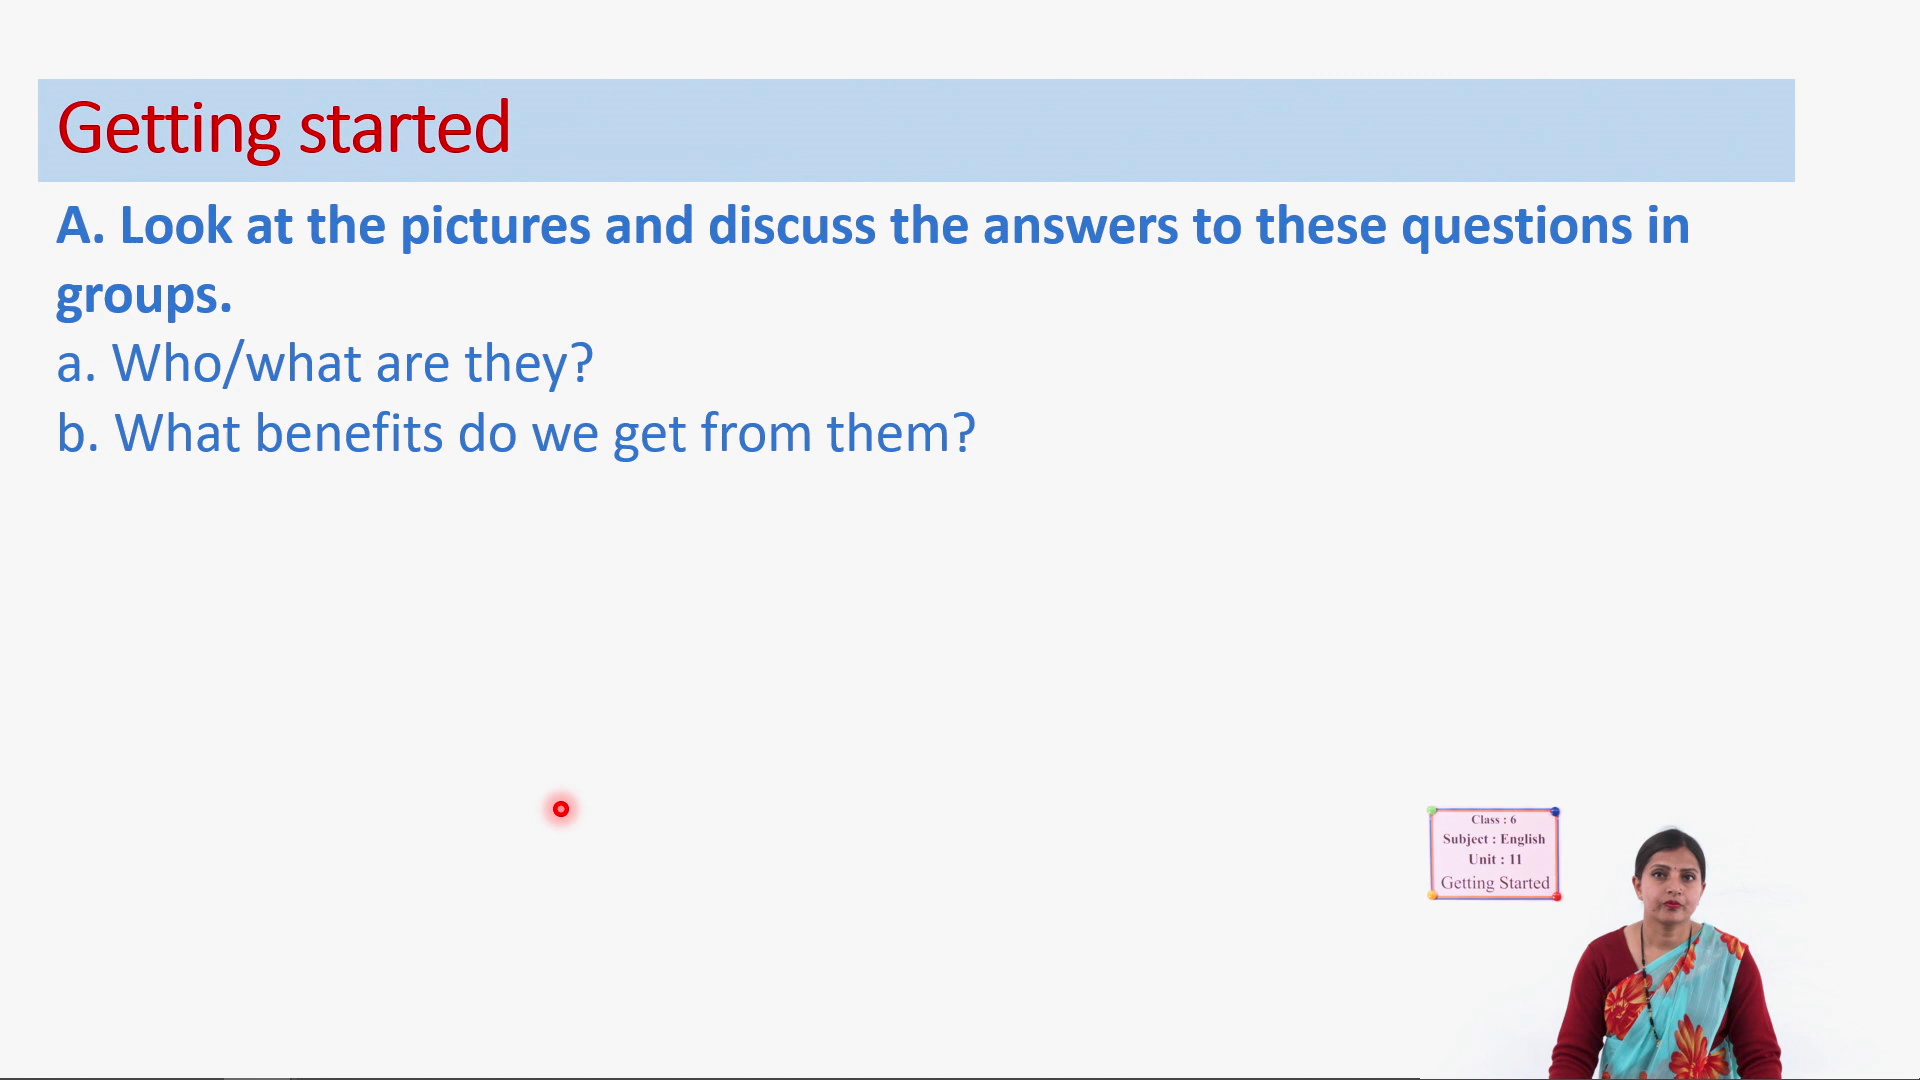 Getting started
A. Look at the pictures and discuss the answers to these questions in
groups.
a. Who/what are they?
b. What benefits do we get from them?
Class : 6
Subject : English
Unit : 11
Getting Started